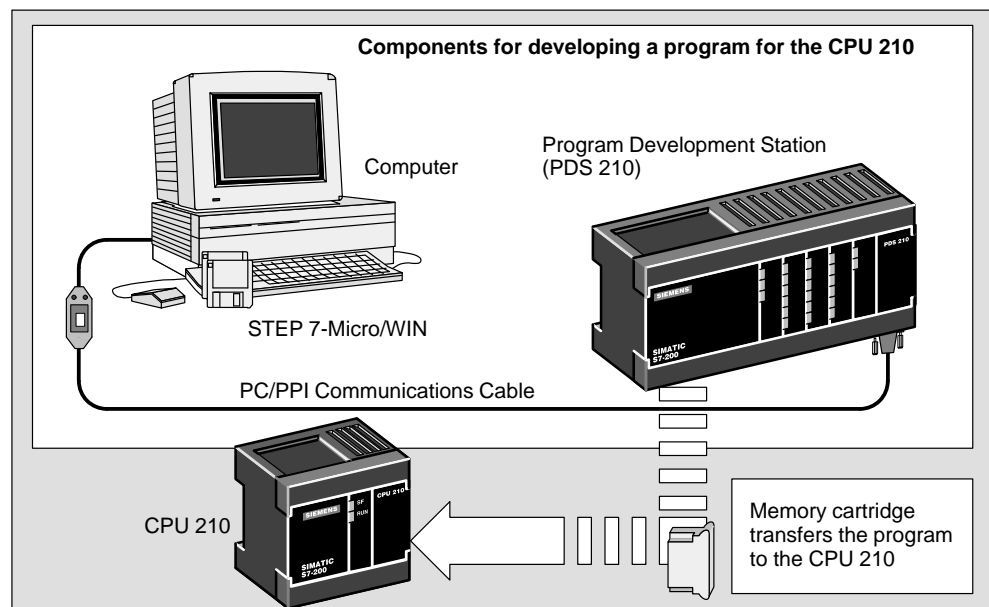 Components for developing a program for the CPU 210
Program Development Station
(PDS 210)
Computer
PDS 210
SIEMENS
STEP 7-Micro/WIN
SIMATIC
S7-200
PC/PPI Communications Cable
CPU 210
SIEMENS
SF
RUN
CPU 210
SIMATIC
S7-200
Memory cartridge
transfers the program
to the CPU 210